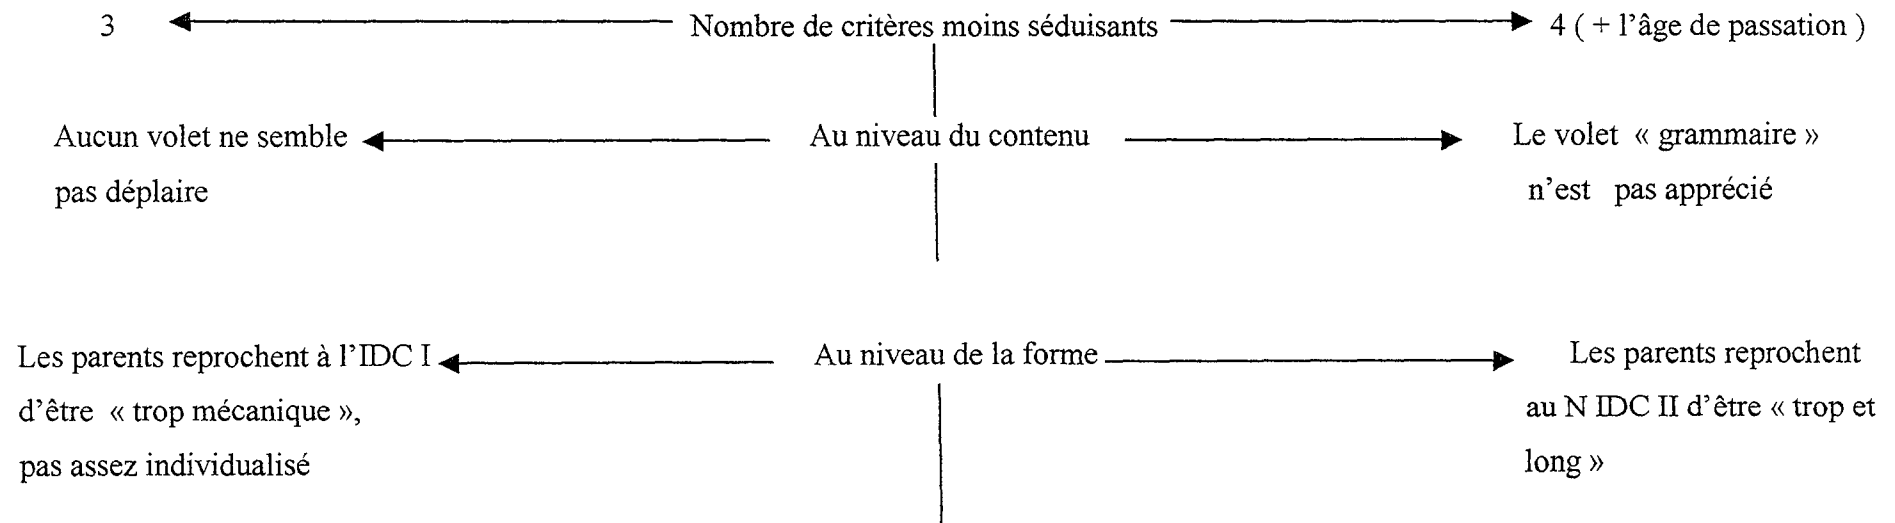 3 Nombre de critères moins séduisants 4 ( + l’âge de passation )
Aucun volet ne semble Au niveau du contenu Le volet « grammaire »
pas déplaire n’est pas apprécié
Les parents reprochent à l’IDC I Au niveau de la forme Les parents reprochent
d’être « trop mécanique », au N IDC II d’être « trop et
pas assez individualisé long »